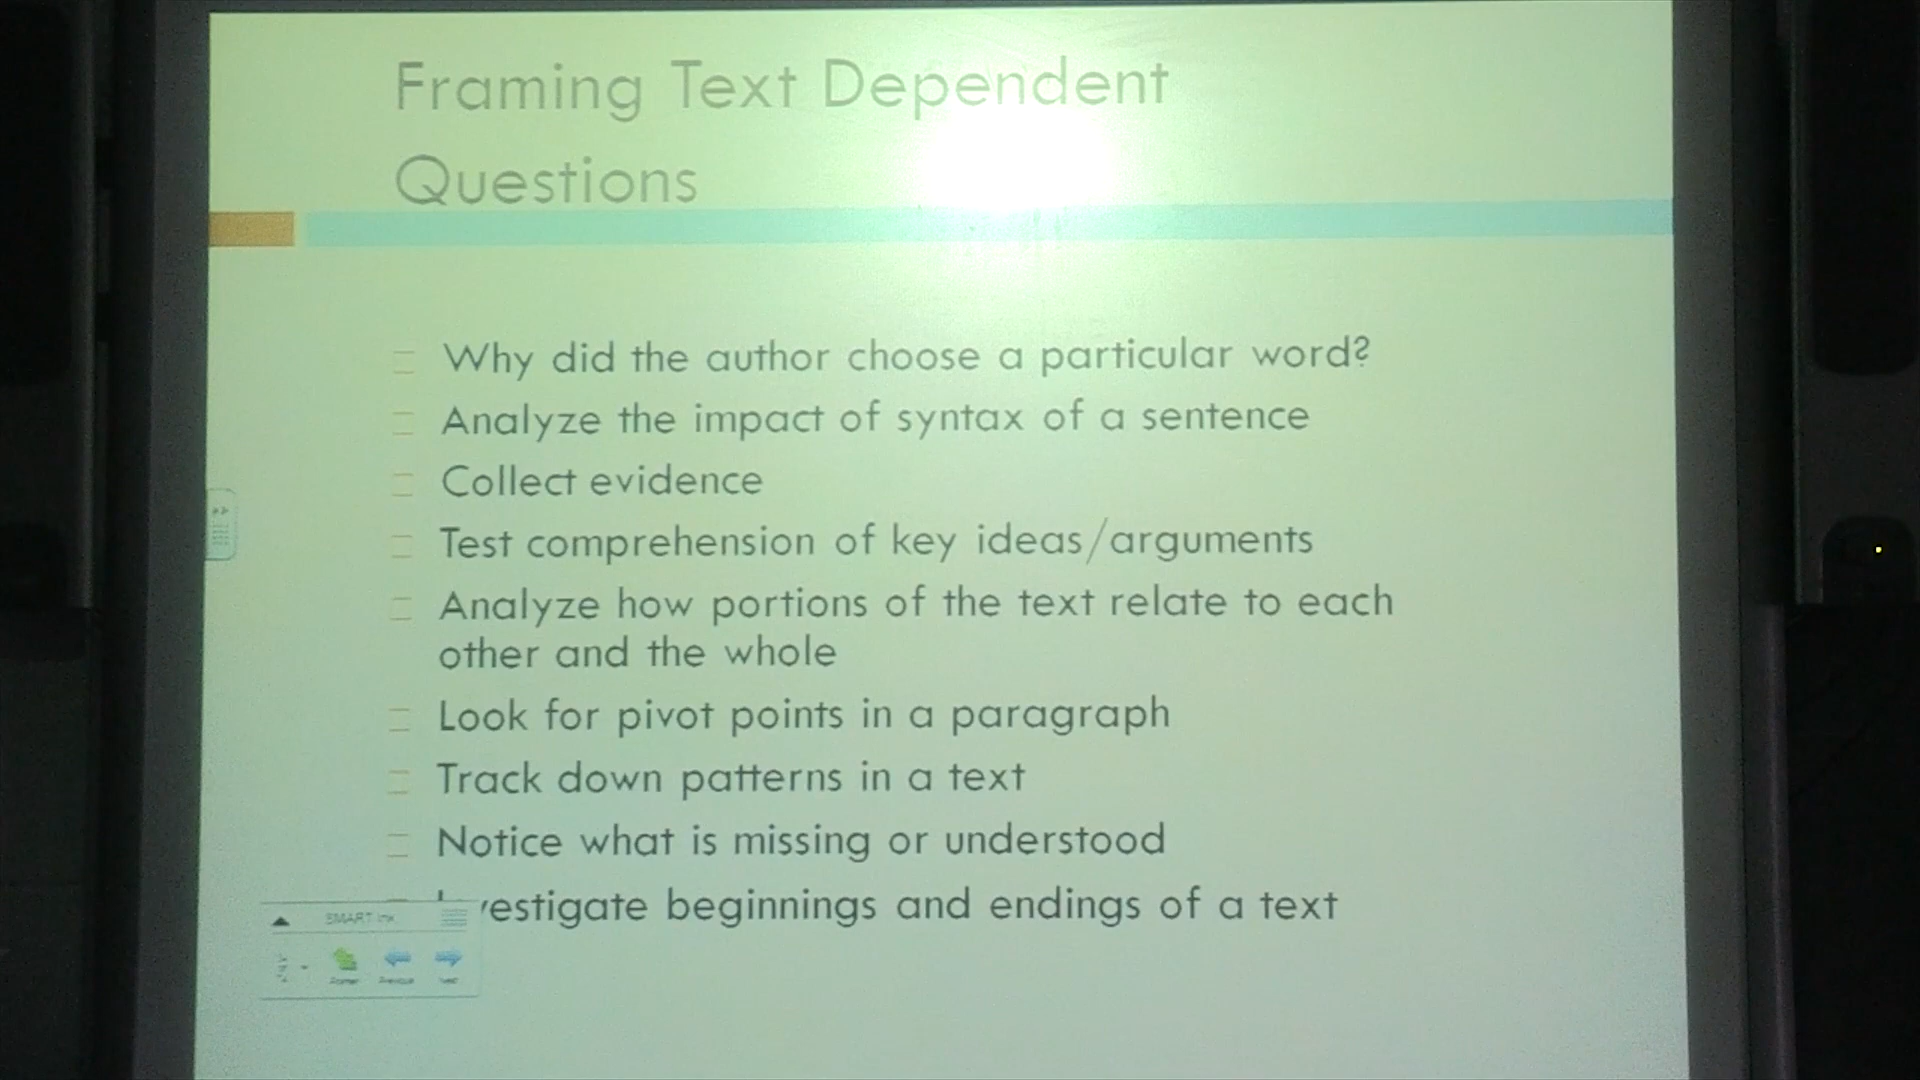 Framing Text Dependent
Questions
Why did the author choose a particular word?
Analyze the impact of syntax of a sentence
Collect evidence
Test comprehension of key ideas/arguments
Analyze how portions of the text relate to each
other and the whole
Look for pivot points in a paragraph
Track down patterns in a text
Notice what is missing or understood
beginnings and endings of a text
SMART Ink
Previous
Next